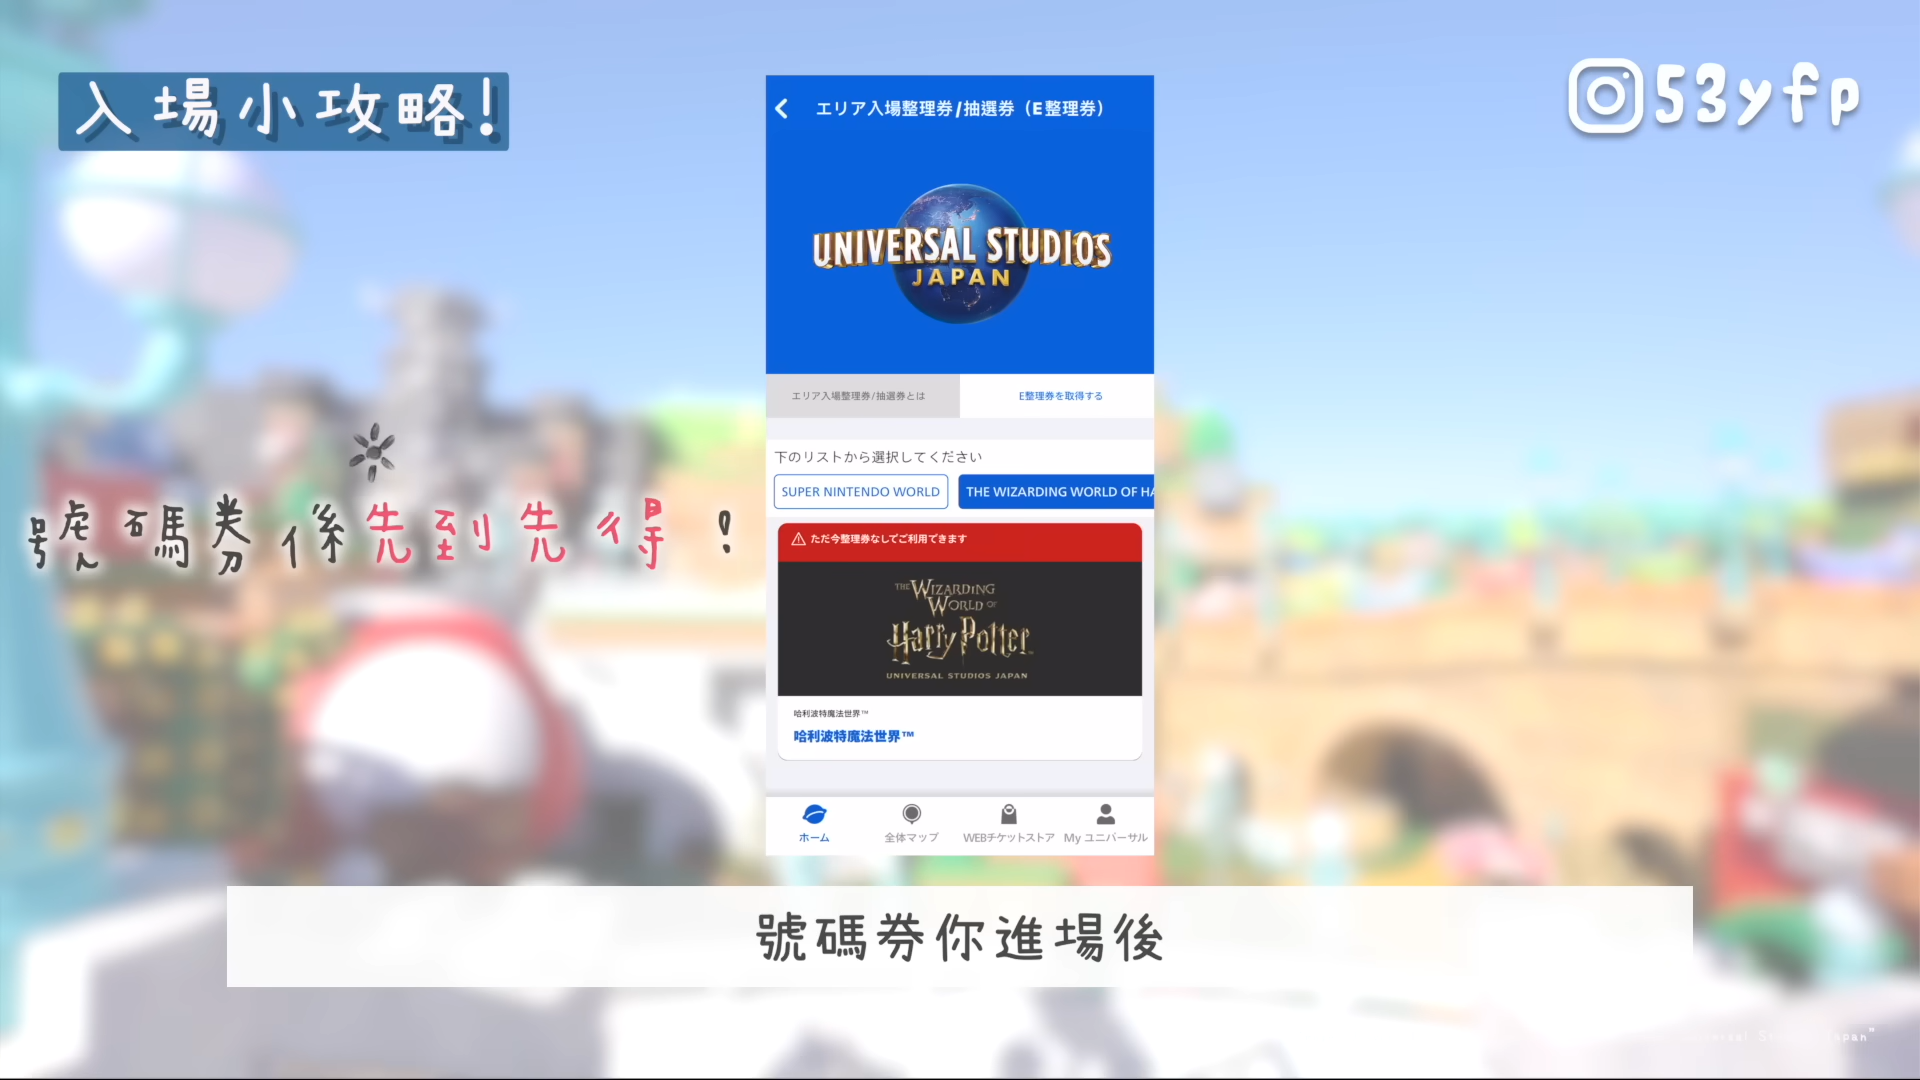 入場小攻略!
53yfp
エリア入場整理券/抽選券（E整理券）
UNIVERSAL STUDIOS
JAPAN
エリア入場整理券/抽選券とは
E整理券を取得する
下のリストから選択してください
SUPER NINTENDO WORLD
THE WIZARDING WORLD OF HA
號碼券後先到先得!
ただ今整理券なしでご利用できます
THE WIZARDING
WORLD OF
Harry Potter
UNIVERSAL STUDIOS JAPAN
哈利波特魔法世界™
哈利波特魔法世界™
ホーム
全体マップ
WEBチケットストア
My ユニバーサル
號碼券你進場後